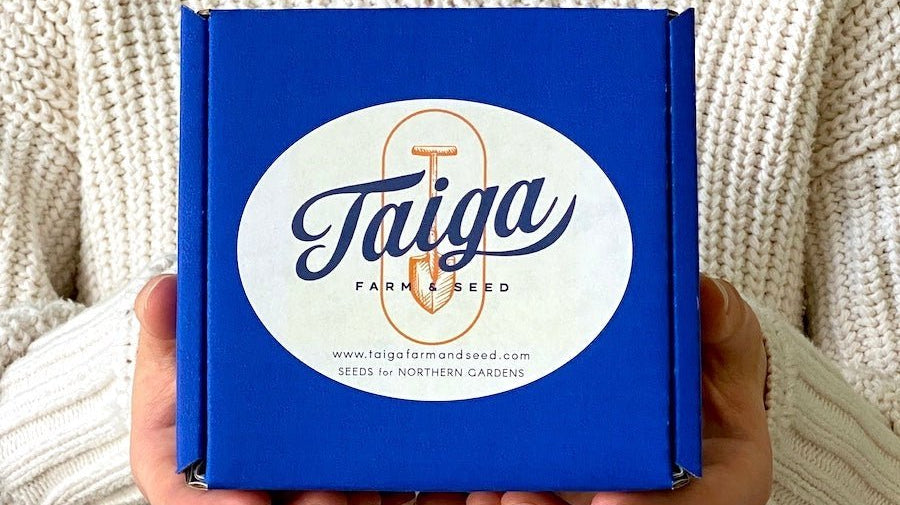 Taiga
FARM & SEED
www.taigafarmandseed.com
SEEDS for NORTHERN GARDENS